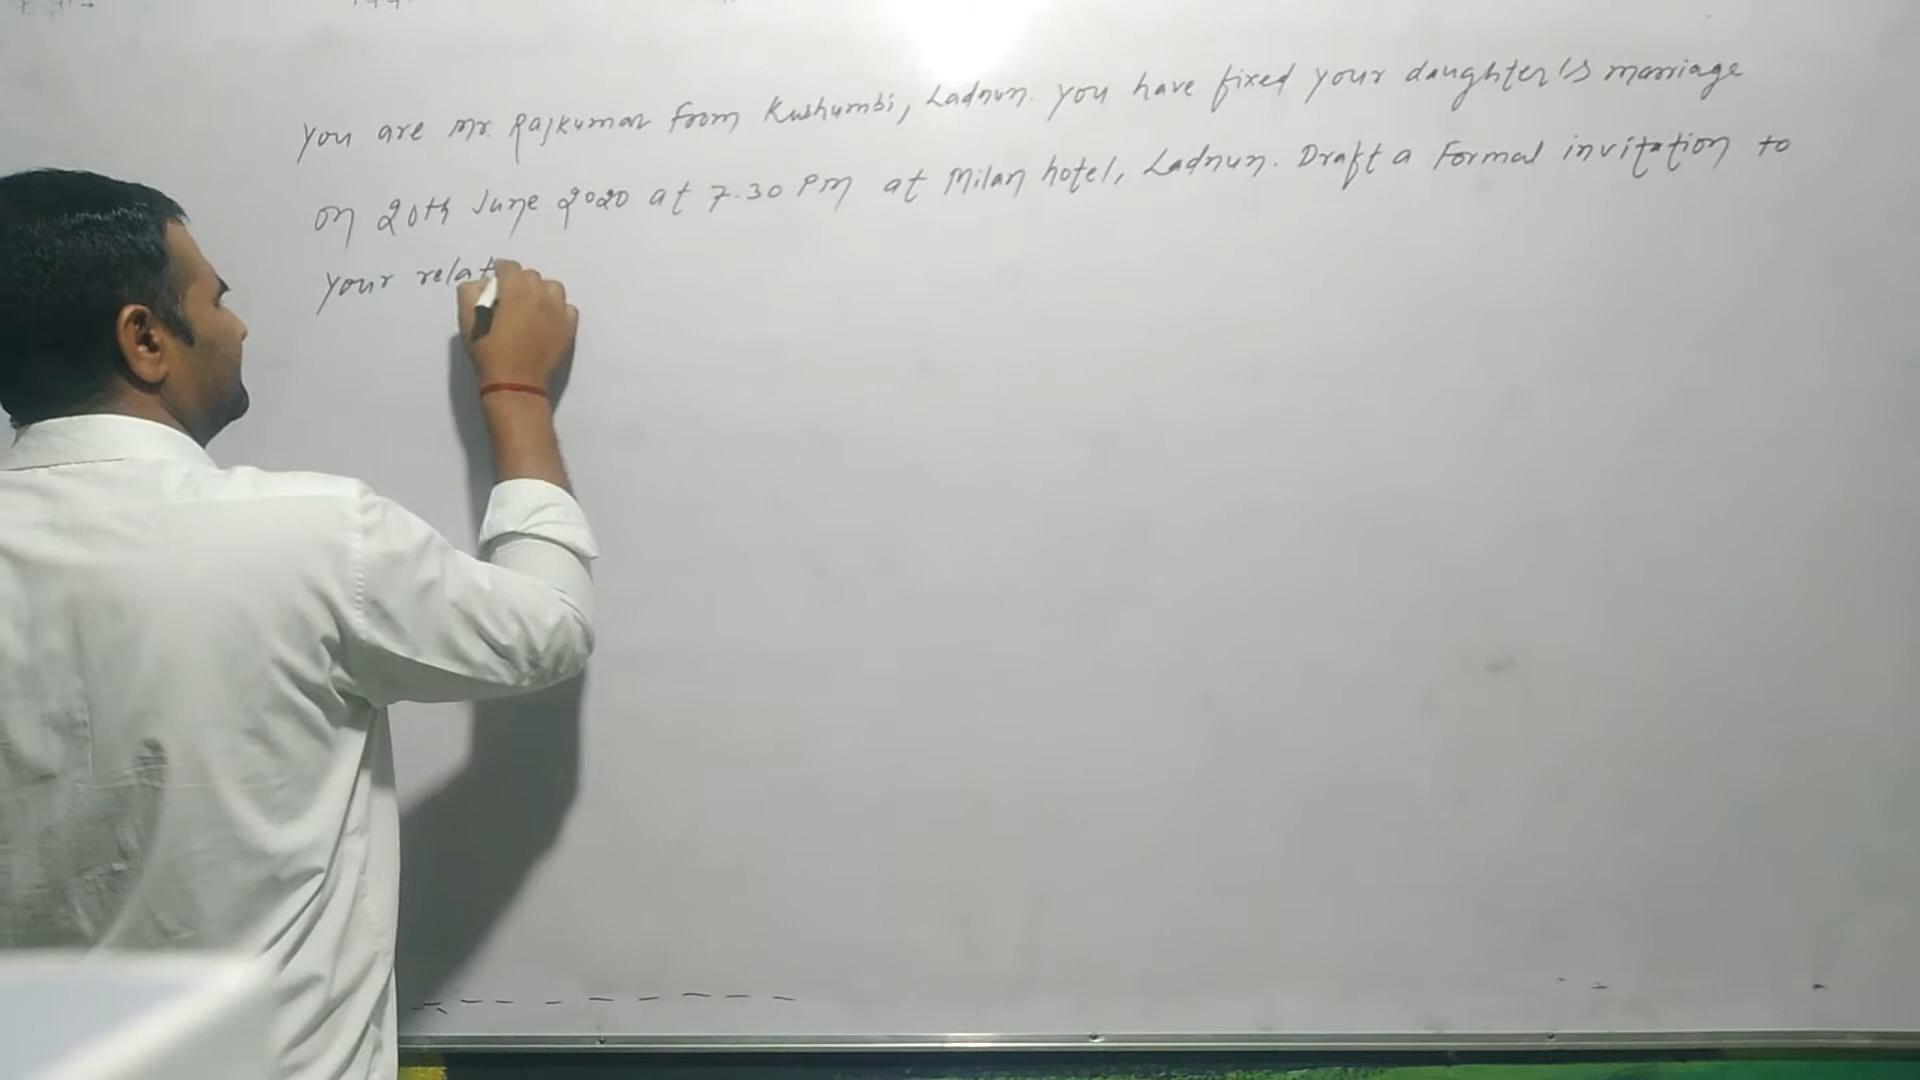 You are Mr. Rajkumar from Kushumbi, Ladnun. you have fixed your daughter's marriage
on 20th June 2020 at 7.30 PM at Milan hotel, Ladnun. Draft a Formal invitation to
your relat